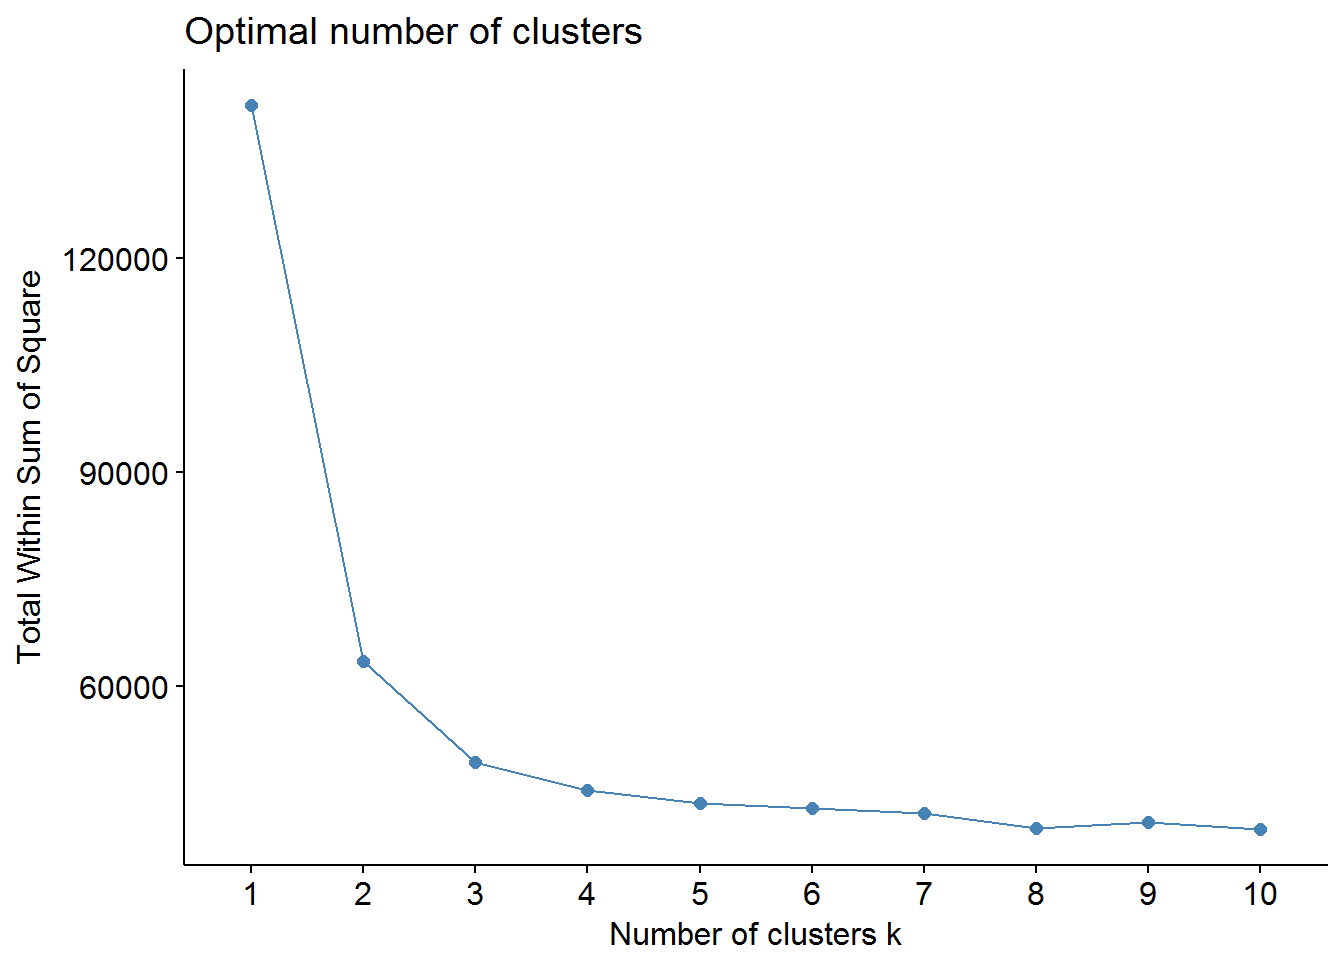 Optimal number of clusters
Total Within Sum of Square
120000
90000
60000
1 2 3 4 5 6 7 8 9 10
Number of clusters k